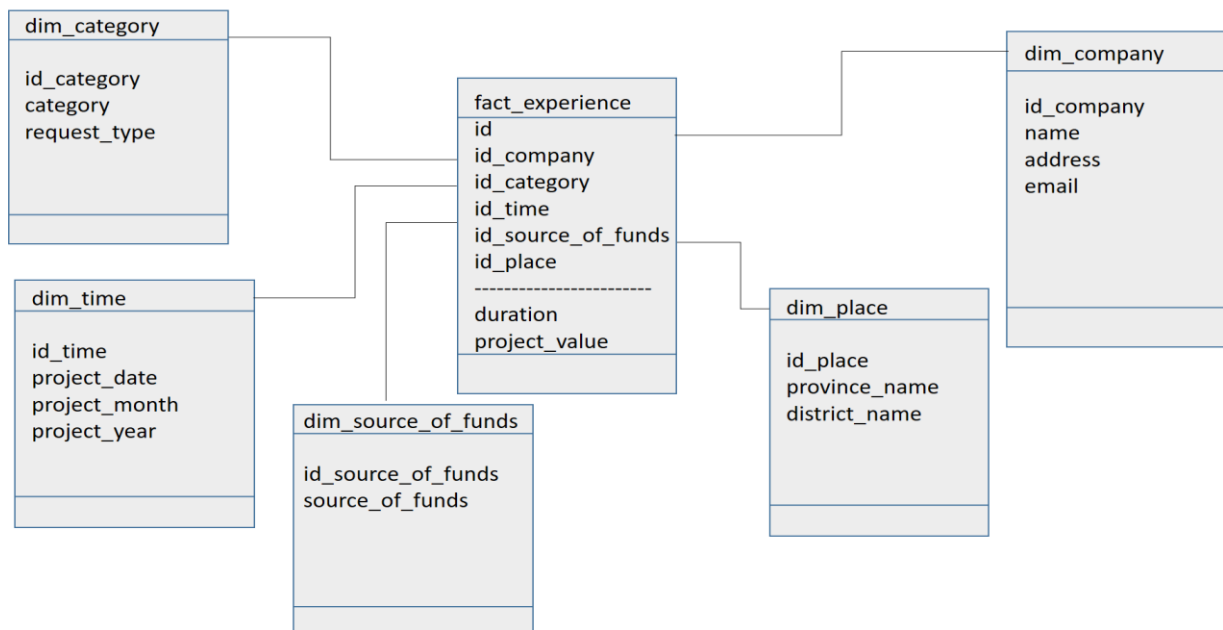 dim_category
id_category
category
request_type
fact_experience
id
id_company
id_category
id_time
id_source_of_funds
id_place
------------------------
duration
project_value
dim_company
id_company
name
address
email
dim_time
id_time
project_date
project_month
project_year
dim_source_of_funds
id_source_of_funds
source_of_funds
dim_place
id_place
province_name
district_name